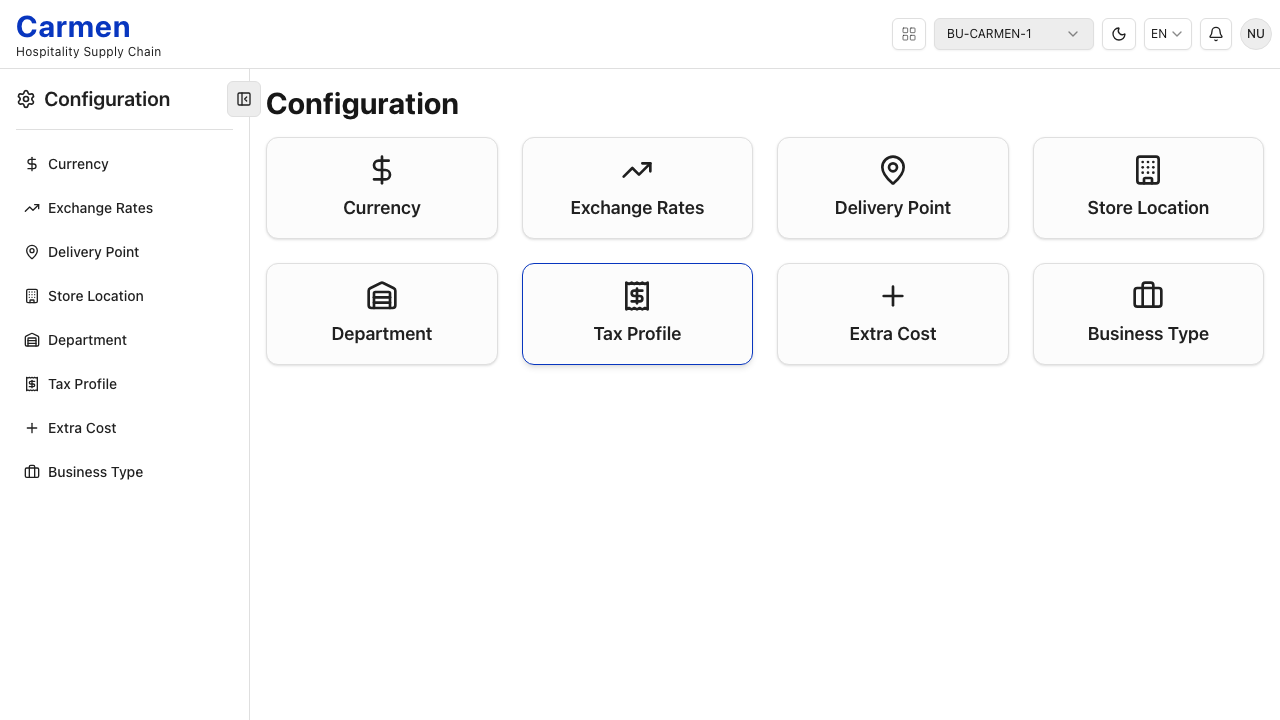 Carmen
Hospitality Supply Chain
BU-CARMEN-1
EN
NU
Configuration
Currency
Exchange Rates
Delivery Point
Store Location
Department
Tax Profile
Extra Cost
Business Type
Configuration
Currency
Exchange Rates
Delivery Point
Store Location
Department
Tax Profile
Extra Cost
Business Type